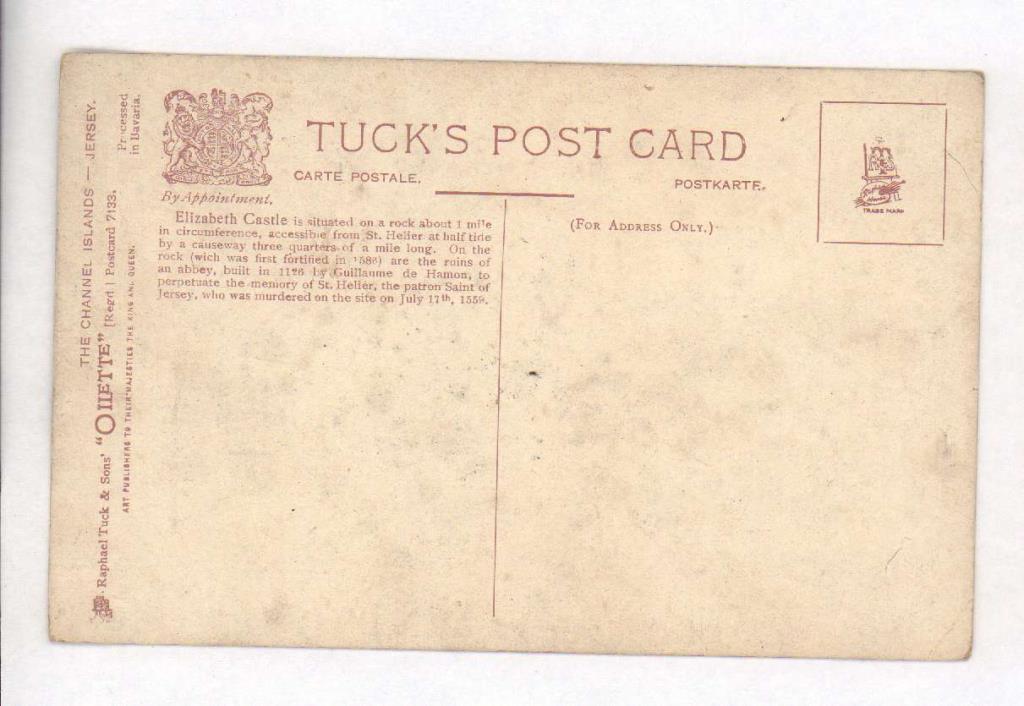 THE CHANNEL ISLANDS — JERSEY.
Raphael Tuck & Sons' "OILETTE" [Regd.] Postcard 7133.
ART PUBLISHERS TO THEIR MAJESTIES THE KING AND QUEEN.
Processed
in Bavaria.
By Appointment.
TUCK'S POST CARD
CARTE POSTALE.
POSTKARTE.
(FOR ADDRESS ONLY.)
TRADE MARK
Elizabeth Castle is situated on a rock about 1 mile
in circumference, accessible from St. Helier at half tide
by a causeway three quarters of a mile long. On the
rock (wich was first fortified in 1586) are the ruins of
an abbey, built in 1126 by Guillaume de Hamon, to
perpetuate the memory of St. Helier, the patron Saint of
Jersey, who was murdered on the site on July 17th, 1559.